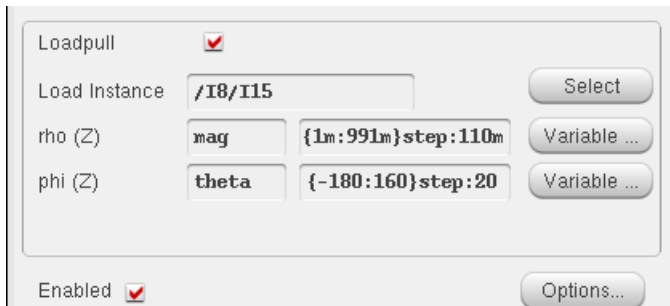 Loadpull
Load Instance /I8/I15 Select
rho (Z) mag {1m:991m}step:110m Variable ...
phi (Z) theta {-180:160}step:20 Variable ...
Enabled Options...